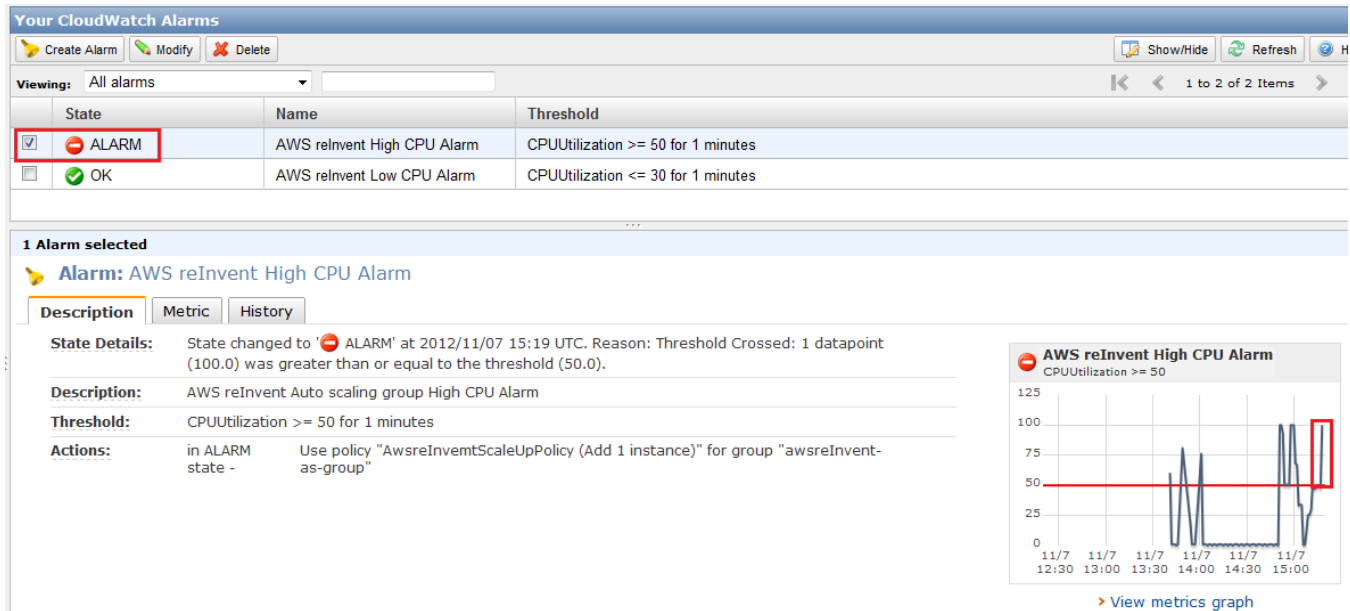 Your CloudWatch Alarms
Create Alarm Modify Delete Show/Hide Refresh H
Viewing: All alarms 1 to 2 of 2 Items
State Name Threshold
ALARM AWS reInvent High CPU Alarm CPUUtilization >= 50 for 1 minutes
OK AWS reInvent Low CPU Alarm CPUUtilization <= 30 for 1 minutes
1 Alarm selected
Alarm: AWS reInvent High CPU Alarm
Description Metric History
State Details: State changed to ' ALARM' at 2012/11/07 15:19 UTC. Reason: Threshold Crossed: 1 datapoint
(100.0) was greater than or equal to the threshold (50.0).
Description: AWS reInvent Auto scaling group High CPU Alarm
Threshold: CPUUtilization >= 50 for 1 minutes
Actions: in ALARM state - Use policy "AwsreInvemtScaleUpPolicy (Add 1 instance)" for group "awsreInvent-
as-group"
AWS reInvent High CPU Alarm
CPUUtilization >= 50
125
100
75
50
25
0
11/7 11/7 11/7 11/7 11/7 11/7
12:30 13:00 13:30 14:00 14:30 15:00
View metrics graph